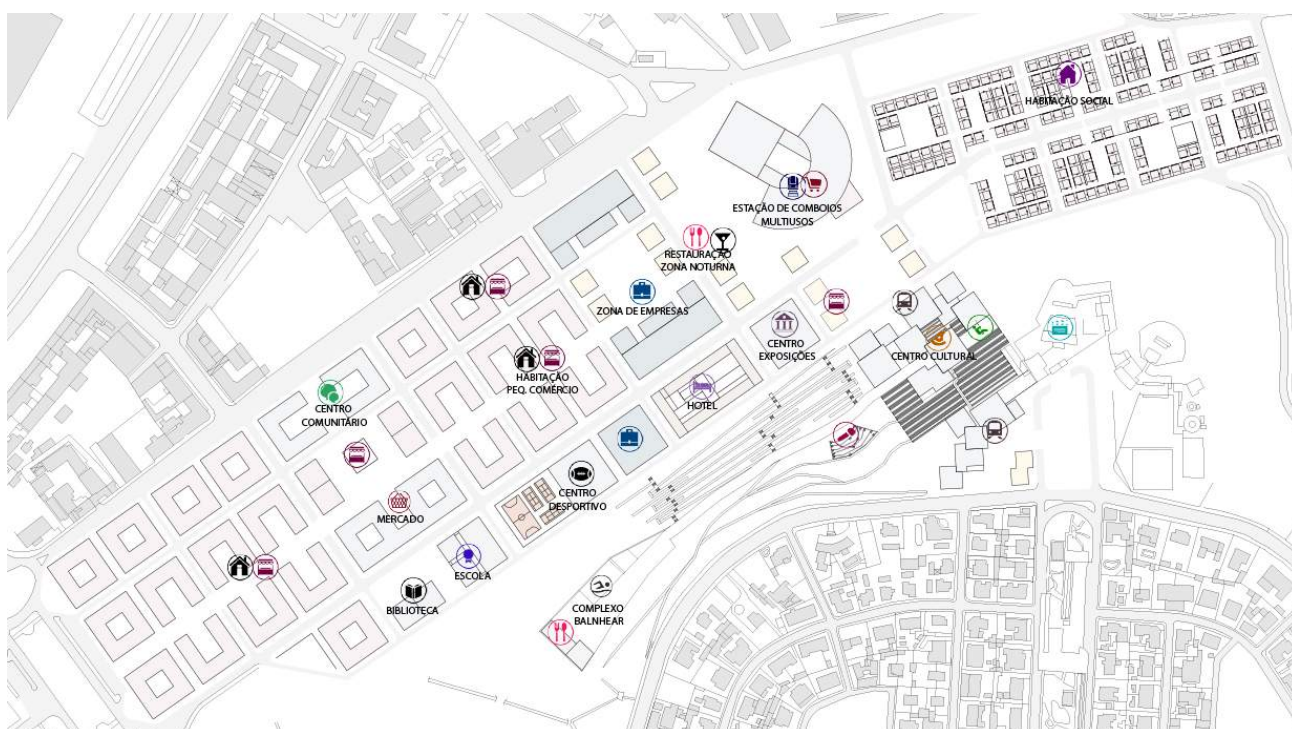 HABITAÇÃO SOCIAL
ESTAÇÃO DE COMBOIOS
MULTIUSOS
RESTAURAÇÃO
ZONA NOTURNA
ZONA DE EMPRESAS
CENTRO
EXPOSIÇÕES
CENTRO CULTURAL
HABITAÇÃO
PEQ. COMÉRCIO
HOTEL
CENTRO
COMUNITÁRIO
CENTRO
DESPORTIVO
MERCADO
ESCOLA
BIBLIOTECA
COMPLEXO
BALNHEAR